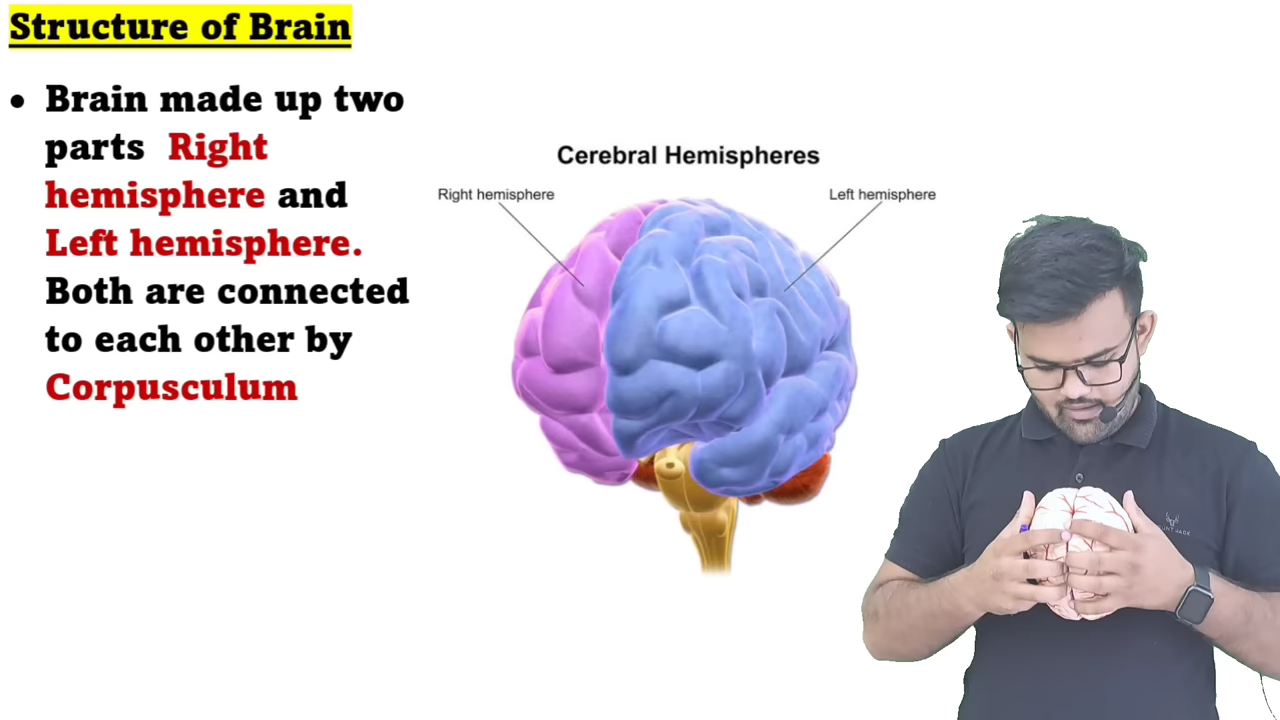 Structure of Brain
• Brain made up two
parts Right
hemisphere and
Left hemisphere.
Both are connected
to each other by
Corpusculum
Cerebral Hemispheres
Right hemisphere
Left hemisphere